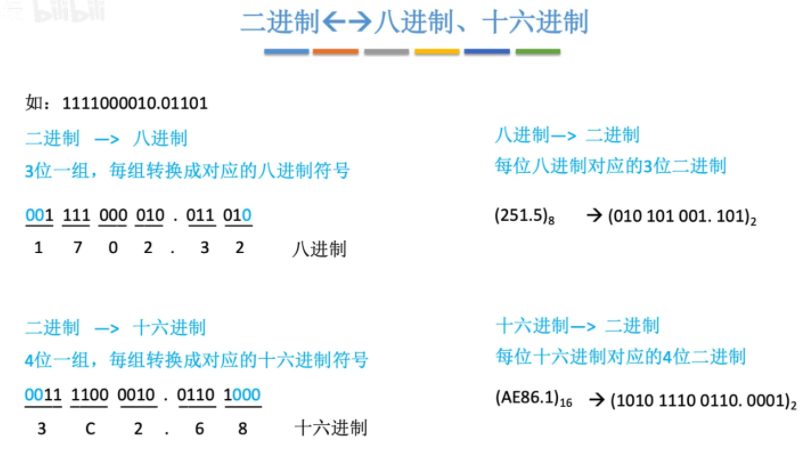 bilibili
二进制←→八进制、十六进制
如：1111000010.01101
二进制 —> 八进制
3位一组，每组转换成对应的八进制符号
001 111 000 010 . 011 010
1 7 0 2 . 3 2 八进制
八进制—> 二进制
每位八进制对应的3位二进制
(251.5)8 → (010 101 001. 101)2
二进制 —> 十六进制
4位一组，每组转换成对应的十六进制符号
0011 1100 0010 . 0110 1000
3 C 2 . 6 8 十六进制
十六进制—> 二进制
每位十六进制对应的4位二进制
(AE86.1)16 → (1010 1110 0110. 0001)2